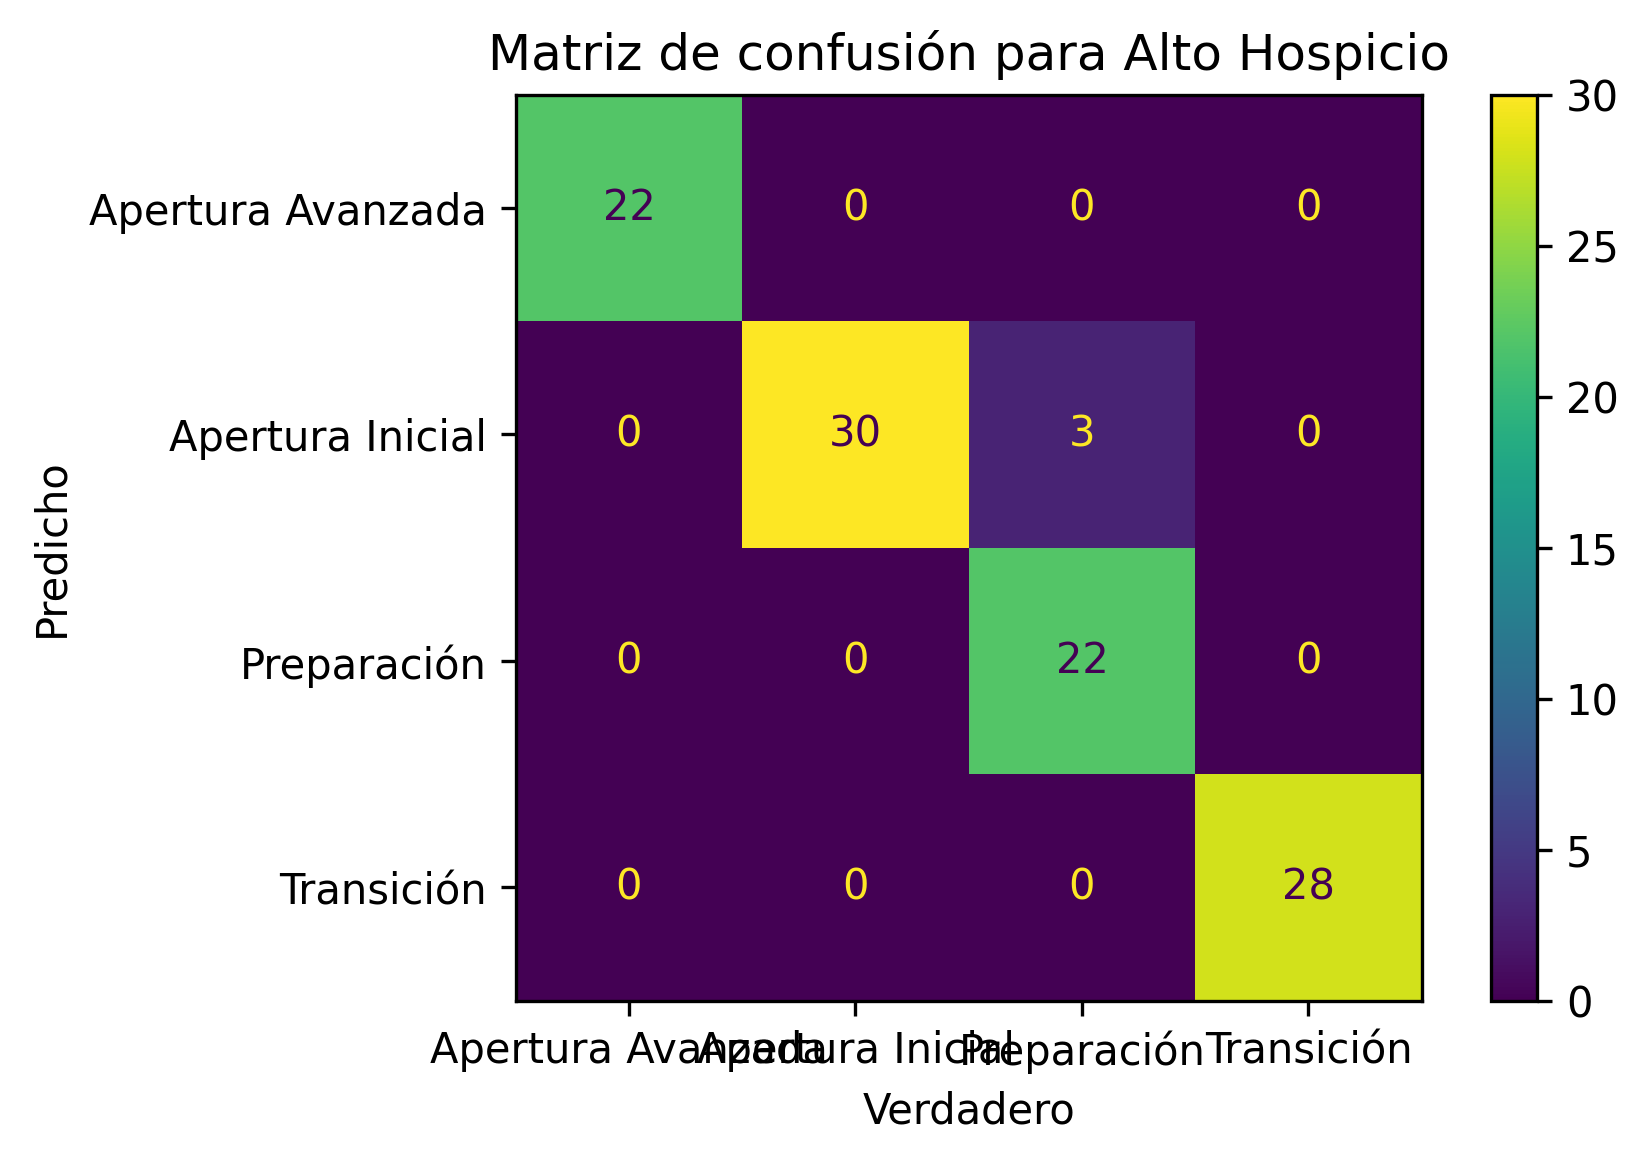 Matriz de confusión para Alto Hospicio
Apertura Avanzada 22 0 0 0
Apertura Inicial 0 30 3 0
Preparación 0 0 22 0
Transición 0 0 0 28
Apertura Avanzada Apertura Inicial Preparación Transición
Verdadero
Predicho
30
25
20
15
10
5
0